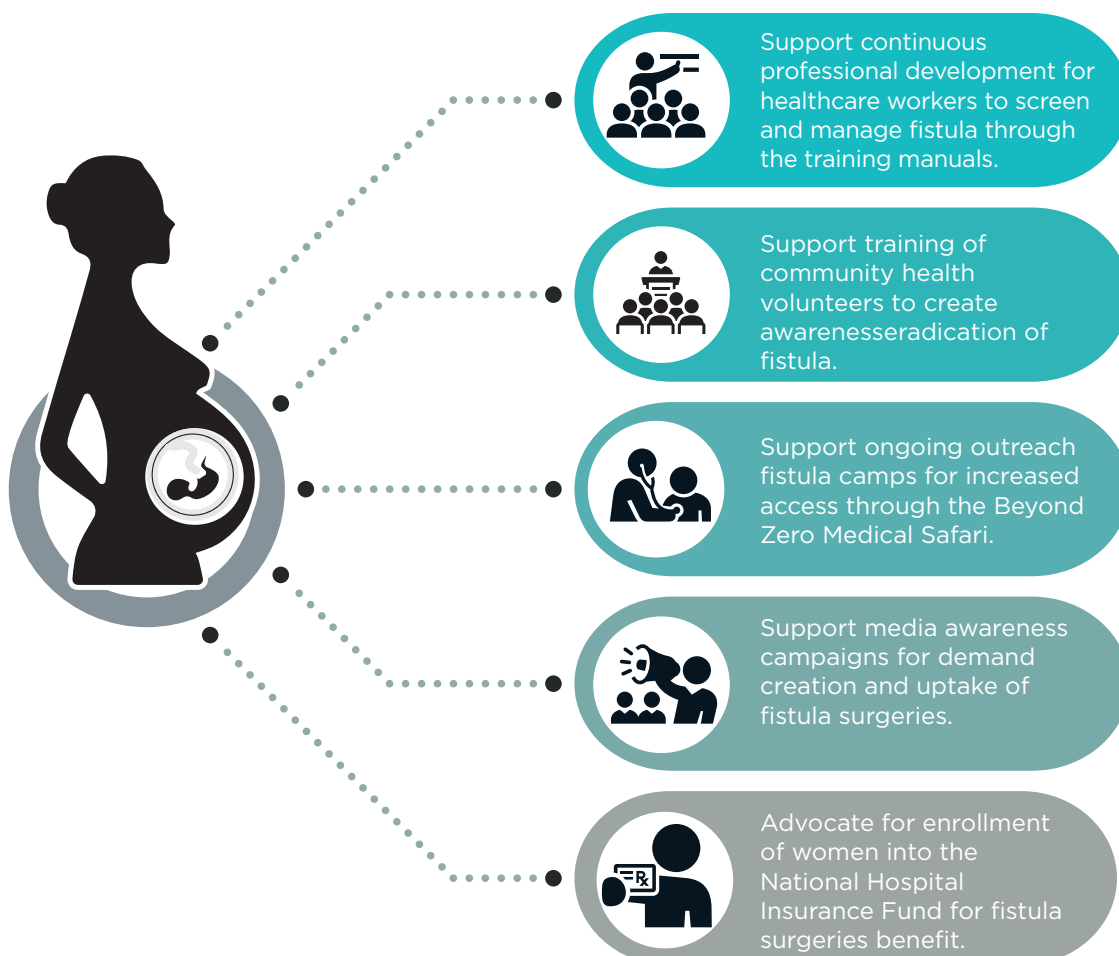 Support continuous
professional development for
healthcare workers to screen
and manage fistula through
the training manuals.
Support training of
community health
volunteers to create
awarenesseradication of
fistula.
Support ongoing outreach
fistula camps for increased
access through the Beyond
Zero Medical Safari.
Support media awareness
campaigns for demand
creation and uptake of
fistula surgeries.
Rx
Advocate for enrollment
of women into the
National Hospital
Insurance Fund for fistula
surgeries benefit.